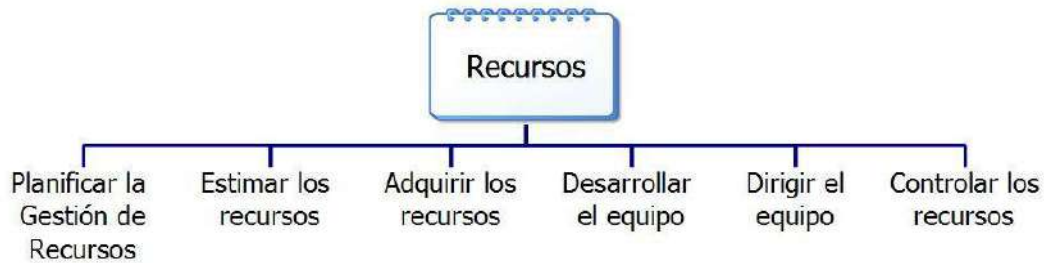 Recursos
Planificar la
Gestión de
Recursos
Estimar los
recursos
Adquirir los
recursos
Desarrollar
el equipo
Dirigir el
equipo
Controlar los
recursos